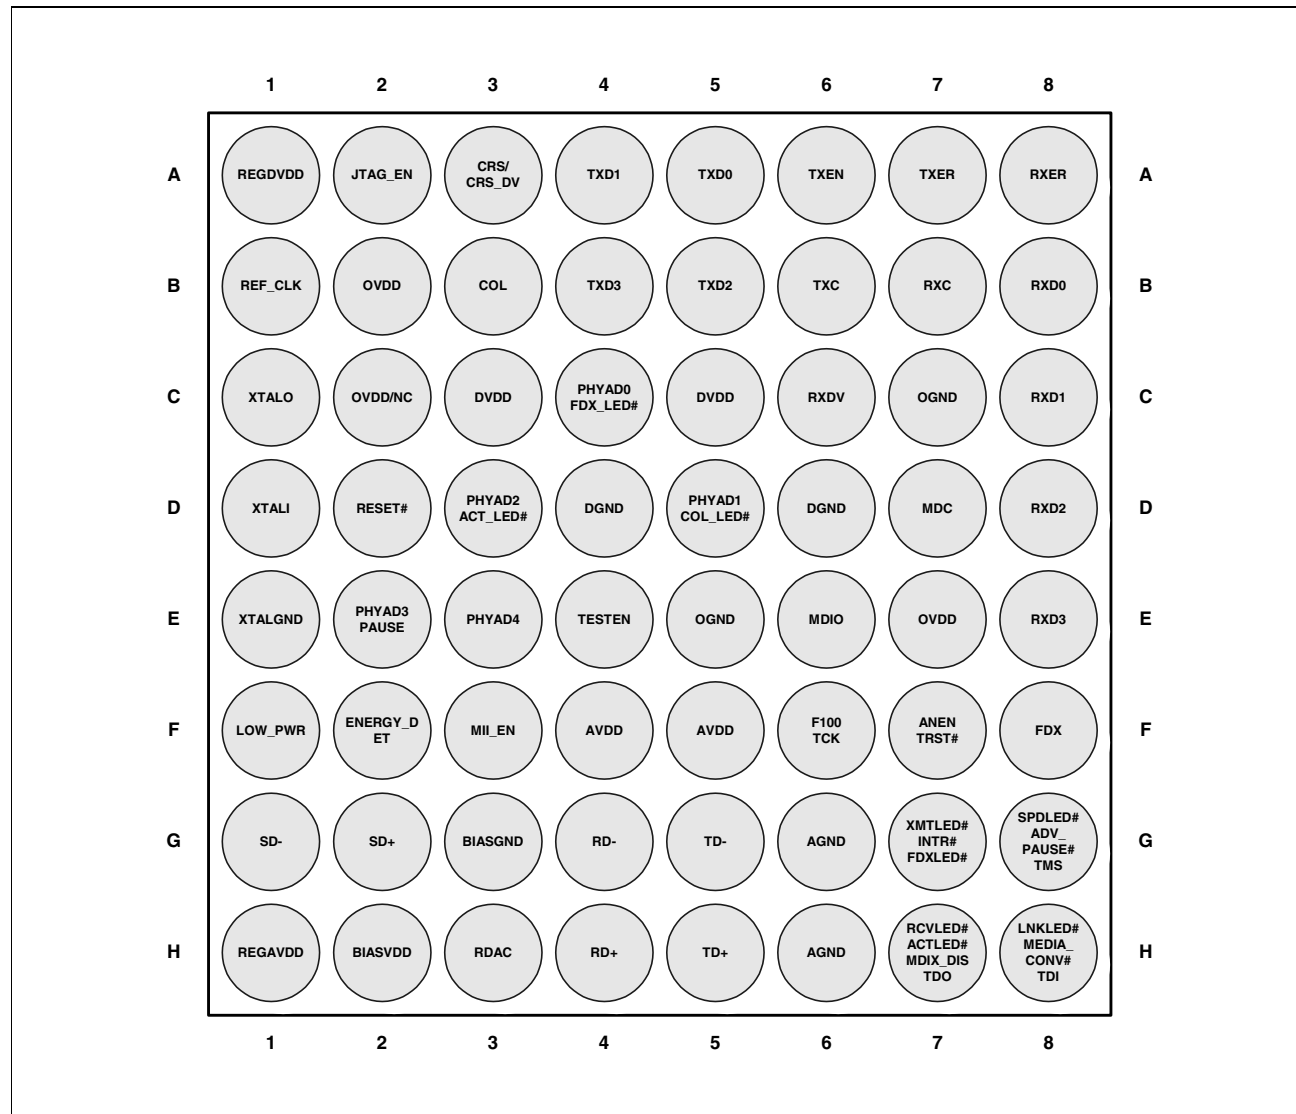 1 2 3 4 5 6 7 8
A REGDVDD JTAG_EN CRS/ CRS_DV TXD1 TXD0 TXEN TXER RXER A
B REF_CLK OVDD COL TXD3 TXD2 TXC RXC RXD0 B
C XTALO OVDD/NC DVDD PHYAD0 FDX_LED# DVDD RXDV OGND RXD1 C
D XTALI RESET# PHYAD2 ACT_LED# DGND PHYAD1 COL_LED# DGND MDC RXD2 D
E XTALGND PHYAD3 PAUSE PHYAD4 TESTEN OGND MDIO OVDD RXD3 E
F LOW_PWR ENERGY_D ET MII_EN AVDD AVDD F100 TCK ANEN TRST# FDX F
G SD- SD+ BIASGND RD- TD- AGND XMTLED# INTR# FDXLED# SPDLED# ADV_ PAUSE# TMS G
H REGAVDD BIASVDD RDAC RD+ TD+ AGND RCVLED# ACTLED# MDIX_DIS TDO LNKLED# MEDIA_ CONV# TDI H
1 2 3 4 5 6 7 8